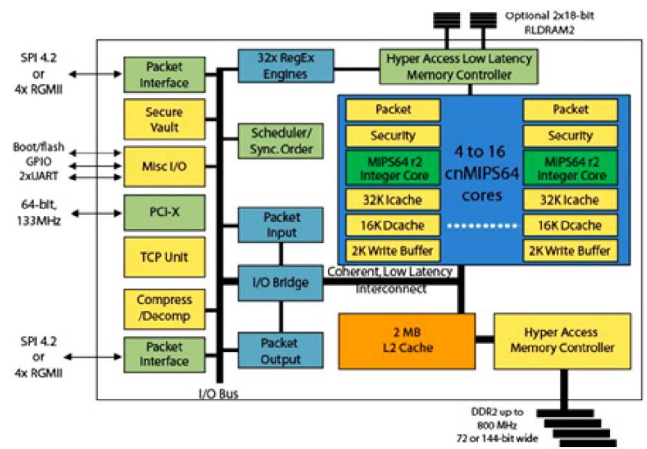 Optional 2x18-bit
RLDRAM2
SPI 4.2
or
4x RGMII
Packet
Interface
32x RegEx
Engines
Hyper Access Low Latency
Memory Controller
Secure
Vault
Scheduler/
Sync. Order
Boot/flash
GPIO
2xUART
Misc I/O
64-bit,
133MHz
PCI-X
Packet
Input
TCP Unit
I/O Bridge
Compress
/Decomp
SPI 4.2
or
4x RGMII
Packet
Interface
Packet
Output
I/O Bus
Packet
Security
MIPS64 r2
Integer Core
32K Icache
16K Dcache
2K Write Buffer
4 to 16
cnMIPS64
cores
Packet
Security
MIPS64 r2
Integer Core
32K Icache
16K Dcache
2K Write Buffer
Coherent, Low Latency
Interconnect
2 MB
L2 Cache
Hyper Access
Memory Controller
DDR2 up to
800 MHz
72 or 144-bit wide